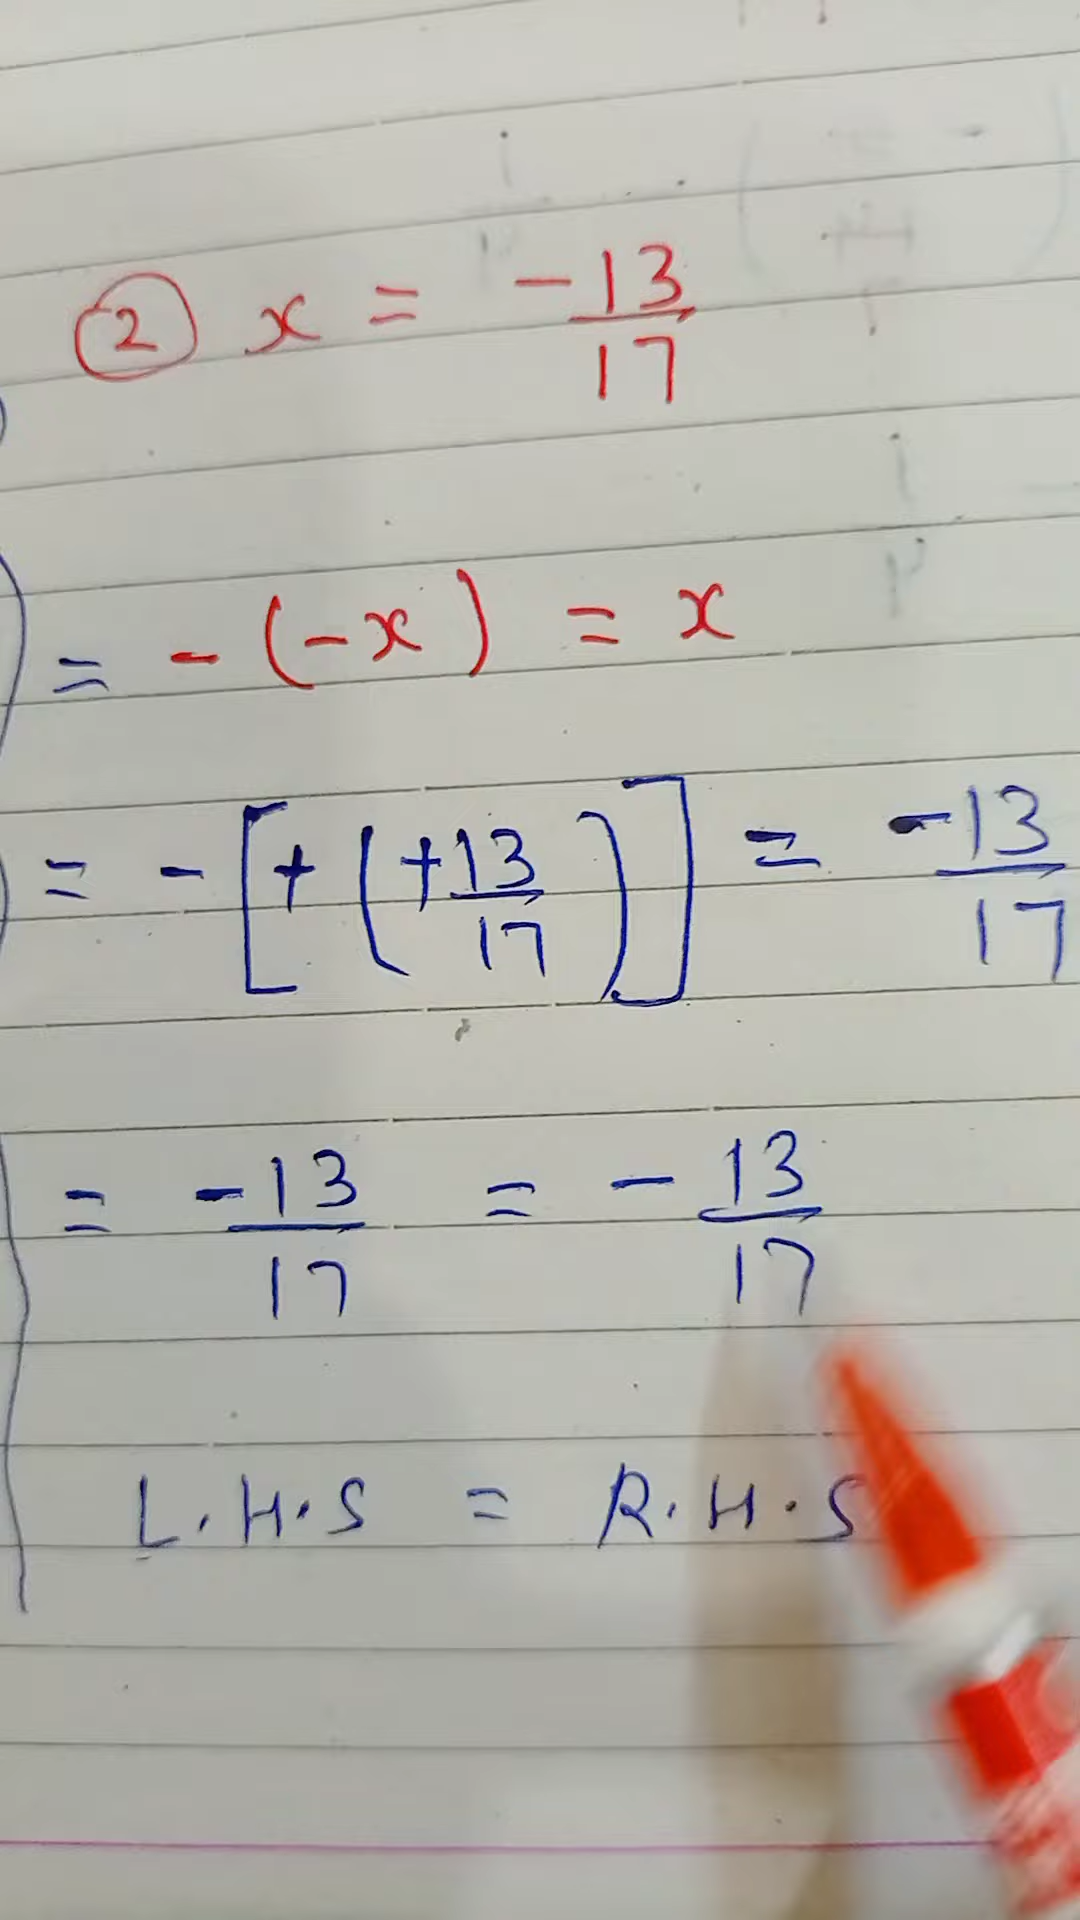 ② x = -13/17
= -(-x) = x
= - [+ (+13/17)] = -13/17
= -13/17 = -13/17
L.H.S = R.H.S